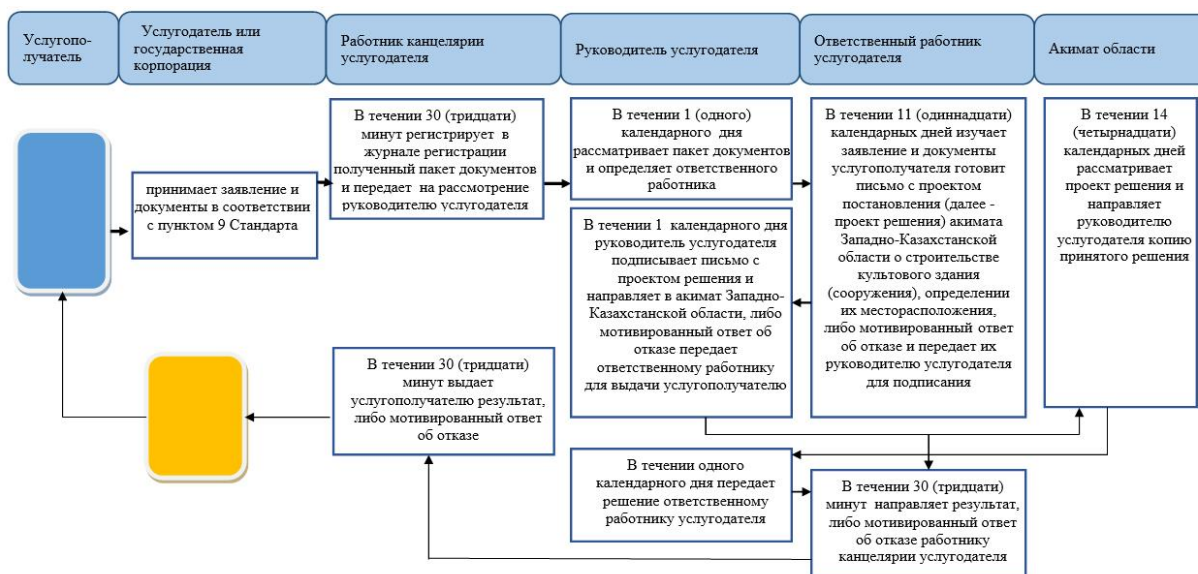 Услугопо-
лучатель
Услугодатель или
государственная
корпорация
Работник канцелярии
услугодателя
Руководитель услугодателя
Ответственный работник
услугодателя
Акимат области
принимает заявление и
документы в соответствии
с пунктом 9 Стандарта
В течении 30 (тридцати)
минут регистрирует в
журнале регистрации
полученный пакет документов
и передает на рассмотрение
руководителю услугодателя
В течении 1 (одного)
календарного дня
рассматривает пакет документов
и определяет ответственного
работника
В течении 11 (одиннадцати)
календарных дней изучает
заявление и документы
услугополучателя готовит
письмо с проектом
постановления (далее -
проект решения) акимата
Западно-Казахстанской
области о строительстве
культового здания
(сооружения), определении
их месторасположения,
либо мотивированный ответ
об отказе и передает их
руководителю услугодателя
для подписания
В течении 14
(четырнадцати)
календарных дней
рассматривает
проект решения и
направляет
руководителю
услугодателя копию
принятого решения
В течении 1 календарного дня
руководитель услугодателя
подписывает письмо с
проектом решения и
направляет в акимат Западно-
Казахстанской области, либо
мотивированный ответ об
отказе передает
ответственному работнику
для выдачи услугополучателю
В течении 30 (тридцати)
минут выдает
услугополучателю результат,
либо мотивированный ответ
об отказе
В течении одного
календарного дня передает
решение ответственному
работнику услугодателя
В течении 30 (тридцати)
минут направляет результат,
либо мотивированный ответ
об отказе работнику
канцелярии услугодателя